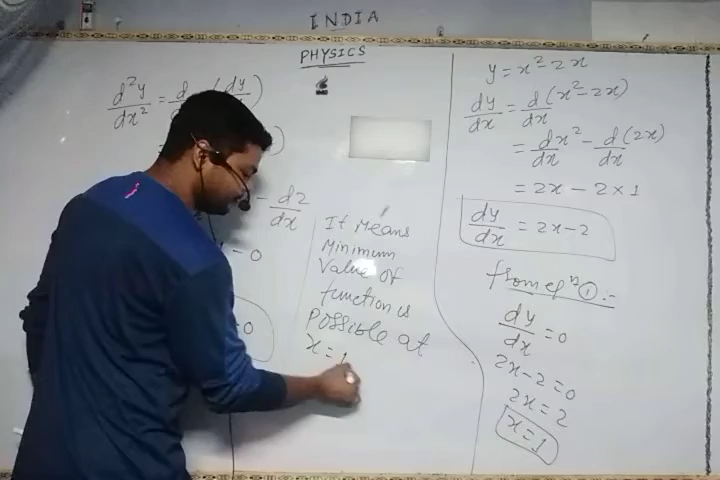 INDIA
PHYSICS
d²y/dx² = d (dy
)
- d2/dx
- 0
0
It Means
Minimum
Value of
function is
Possible at
x = 1
y = x² - 2x
dy/dx = d/dx (x² - 2x)
= d/dx x² - d/dx (2x)
= 2x - 2 × 1
dy/dx = 2x - 2
from eqⁿ ① :-
dy/dx = 0
2x - 2 = 0
2x = 2
x = 1